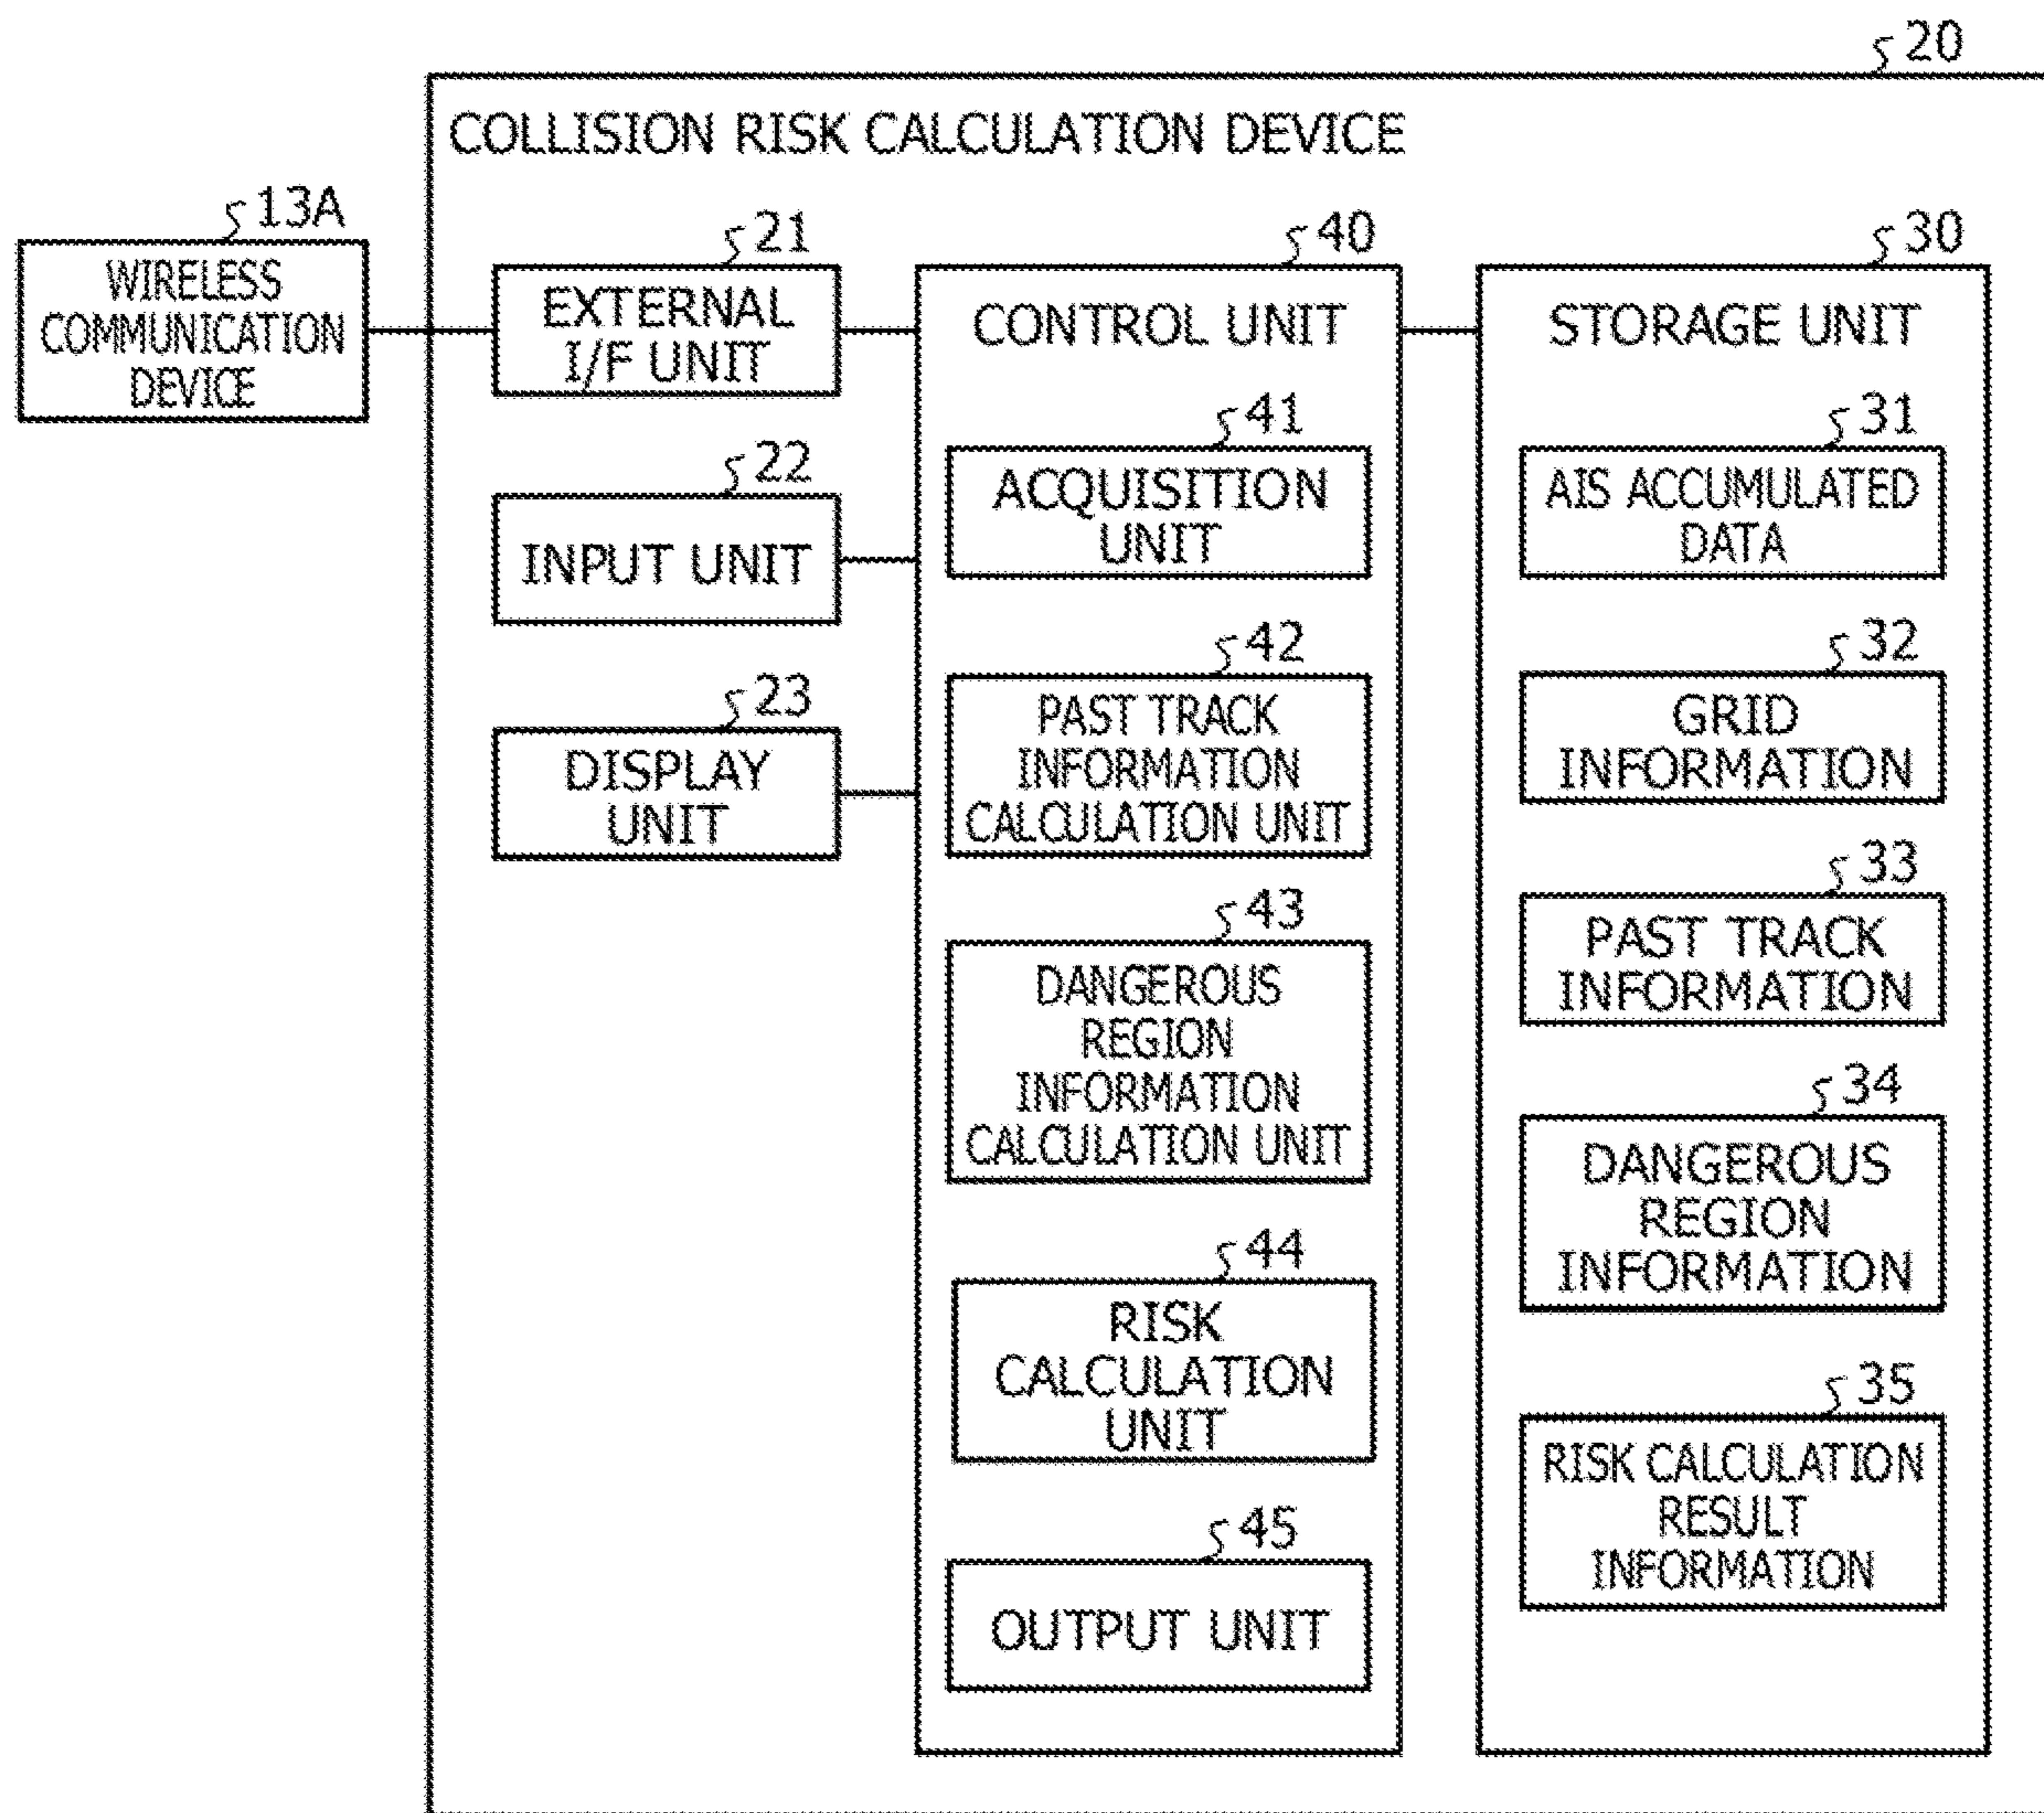 20
COLLISION RISK CALCULATION DEVICE
13A
WIRELESS
COMMUNICATION
DEVICE
21
EXTERNAL
I/F UNIT
22
INPUT UNIT
23
DISPLAY
UNIT
40
CONTROL UNIT
41
ACQUISITION
UNIT
42
PAST TRACK
INFORMATION
CALCULATION UNIT
43
DANGEROUS
REGION
INFORMATION
CALCULATION UNIT
44
RISK
CALCULATION
UNIT
45
OUTPUT UNIT
30
STORAGE UNIT
31
AIS ACCUMULATED
DATA
32
GRID
INFORMATION
33
PAST TRACK
INFORMATION
34
DANGEROUS
REGION
INFORMATION
35
RISK CALCULATION
RESULT
INFORMATION